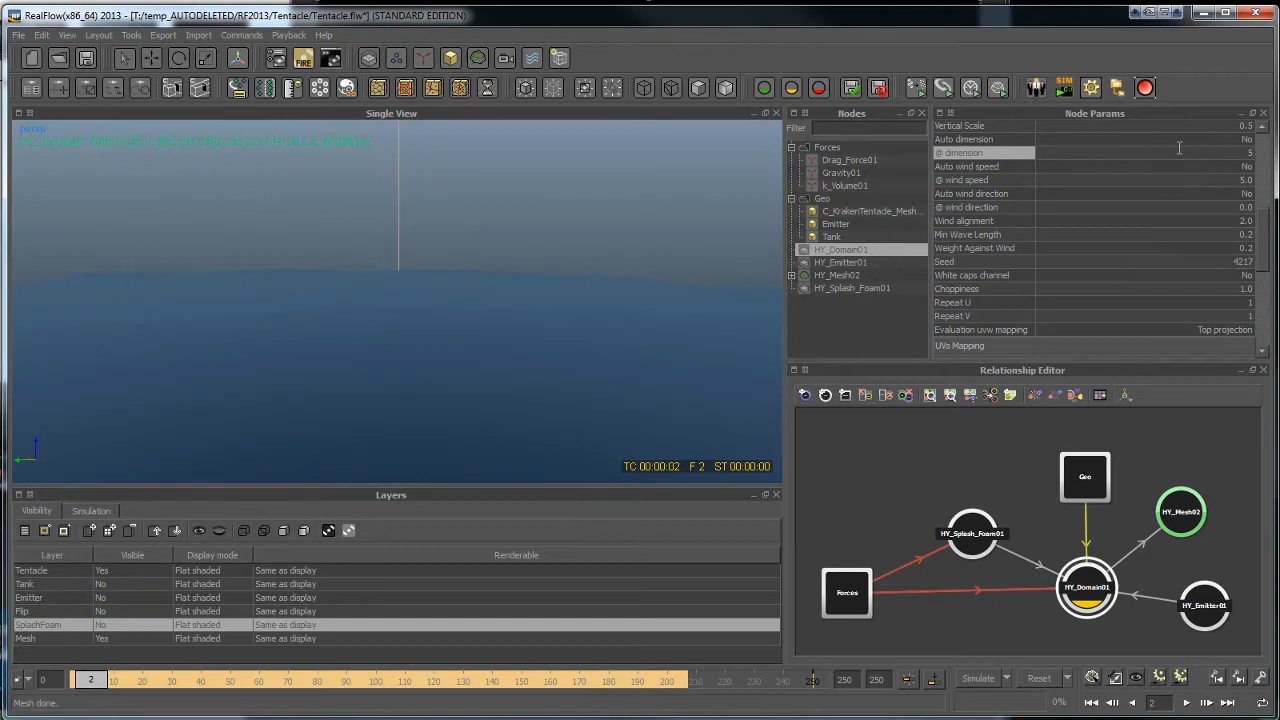 RealFlow(x86_64) 2013 - [T:/temp_AUTODELETED/RF2013/Tentacle/Tentacle.flw*] (STANDARD EDITION)
File Edit View Layout Tools Export Import Commands Playback Help
FIRE
SIM
Single View
persp
TC 00:00:02 F 2 ST 00:00:00
Nodes
Filter
Forces
Drag_Force01
Gravity01
k_Volume01
Geo
C_KrakenTentacle_Mesh...
Emitter
Tank
HY_Domain01
HY_Emitter01
HY_Mesh02
HY_Splash_Foam01
Node Params
Vertical Scale 0.5
Auto dimension No
@ dimension 5
Auto wind speed No
@ wind speed 5.0
Auto wind direction No
@ wind direction 0.0
Wind alignment 2.0
Min Wave Length 0.2
Weight Against Wind 0.2
Seed 4217
White caps channel No
Choppiness 1.0
Repeat U 1
Repeat V 1
Evaluation uvw mapping Top projection
UVs Mapping
Relationship Editor
Geo
HY_Mesh02
HY_Splash_Foam01
HY_Domain01
Forces
HY_Emitter01
Layers
Visibility Simulation
Layer Visible Display mode Renderable
Tentacle Yes Flat shaded Same as display
Tank No Flat shaded Same as display
Emitter No Flat shaded Same as display
Flip No Flat shaded Same as display
SplashFoam No Flat shaded Same as display
Mesh Yes Flat shaded Same as display
0 2 10 20 30 40 50 60 70 80 90 100 110 120 130 140 150 160 170 180 190 200 210 220 230 240 250 250 250
Simulate Reset
0% 2
Mesh done.